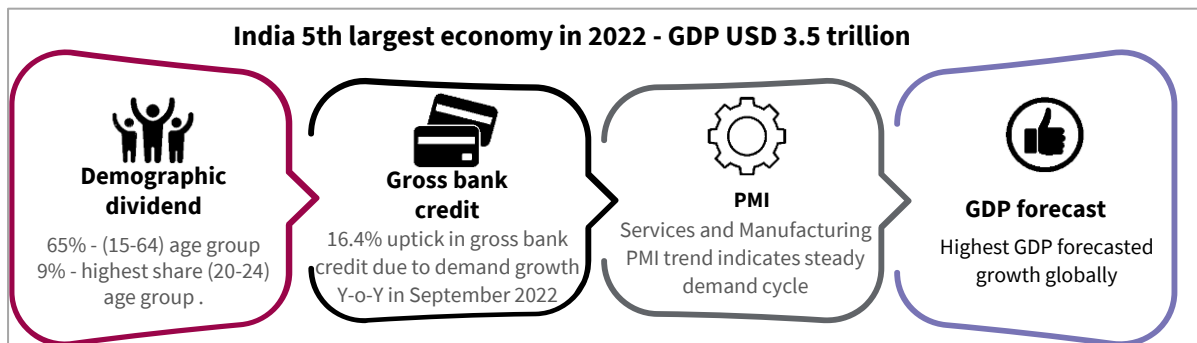 India 5th largest economy in 2022 - GDP USD 3.5 trillion
Demographic
dividend
65% - (15-64) age group
9% - highest share (20-24)
age group .
Gross bank
credit
16.4% uptick in gross bank
credit due to demand growth
Y-o-Y in September 2022
PMI
Services and Manufacturing
PMI trend indicates steady
demand cycle
GDP forecast
Highest GDP forecasted
growth globally